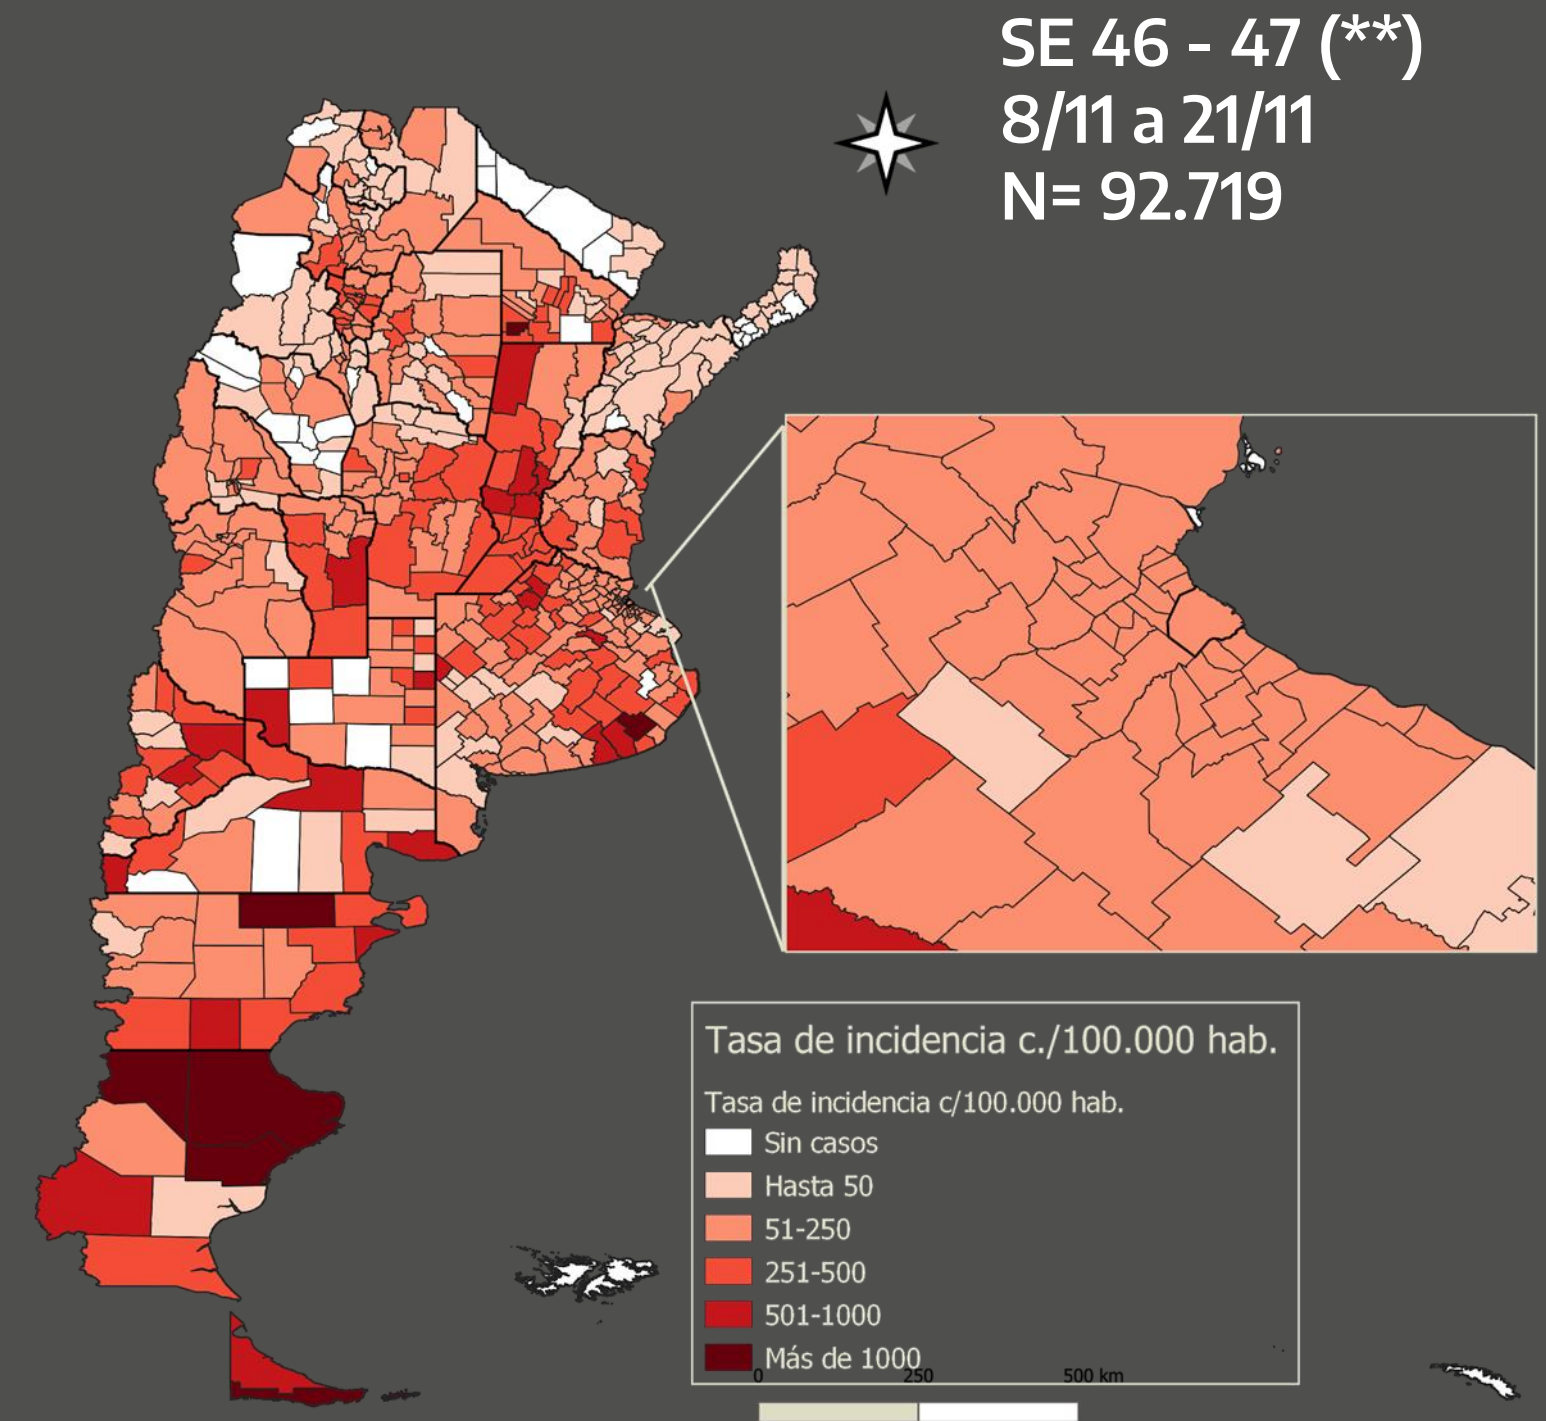 SE 46 - 47 (**)
8/11 a 21/11
N= 92.719
Tasa de incidencia c./100.000 hab.
Tasa de incidencia c/100.000 hab.
Sin casos
Hasta 50
51-250
251-500
501-1000
Más de 1000
0 250 500 km